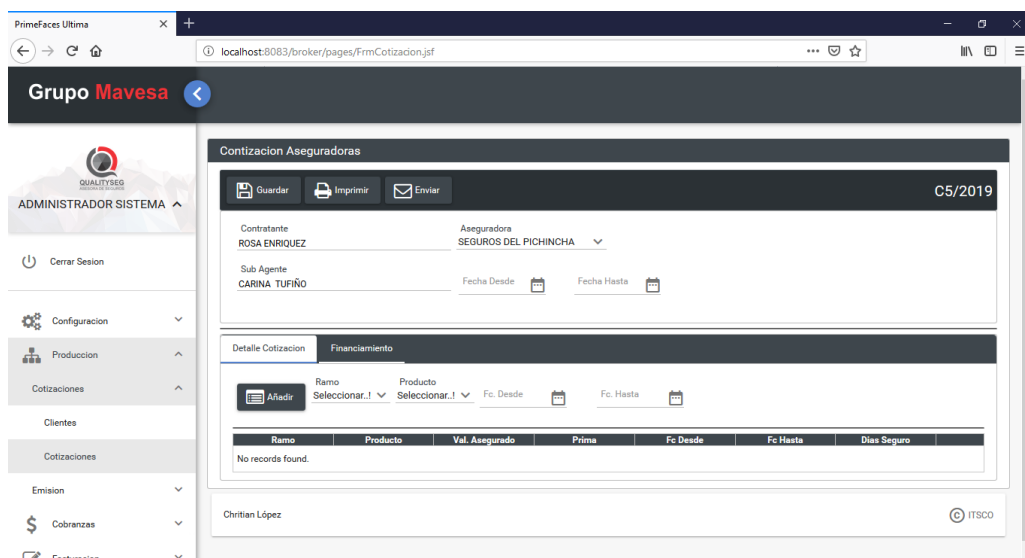 PrimeFaces Ultima
localhost:8083/broker/pages/FrmCotizacion.jsf
Grupo Mavesa
QUALITYSEG
ADMINISTRADOR SISTEMA
Cerrar Sesion
Configuracion
Produccion
Cotizaciones
Clientes
Cotizaciones
Emision
Cobranzas
Facturacion
Contizacion Aseguradoras
Guardar Imprimir Enviar C5/2019
Contratante Aseguradora
ROSA ENRIQUEZ SEGUROS DEL PICHINCHA
Sub Agente
CARINA TUFIÑO Fecha Desde Fecha Hasta
Detalle Cotizacion Financiamiento
Ramo Producto
Añadir Seleccionar..! Seleccionar..! Fc. Desde Fc. Hasta
Ramo Producto Val. Asegurado Prima Fc Desde Fc Hasta Dias Seguro
No records found.
Chritian López © ITSCO